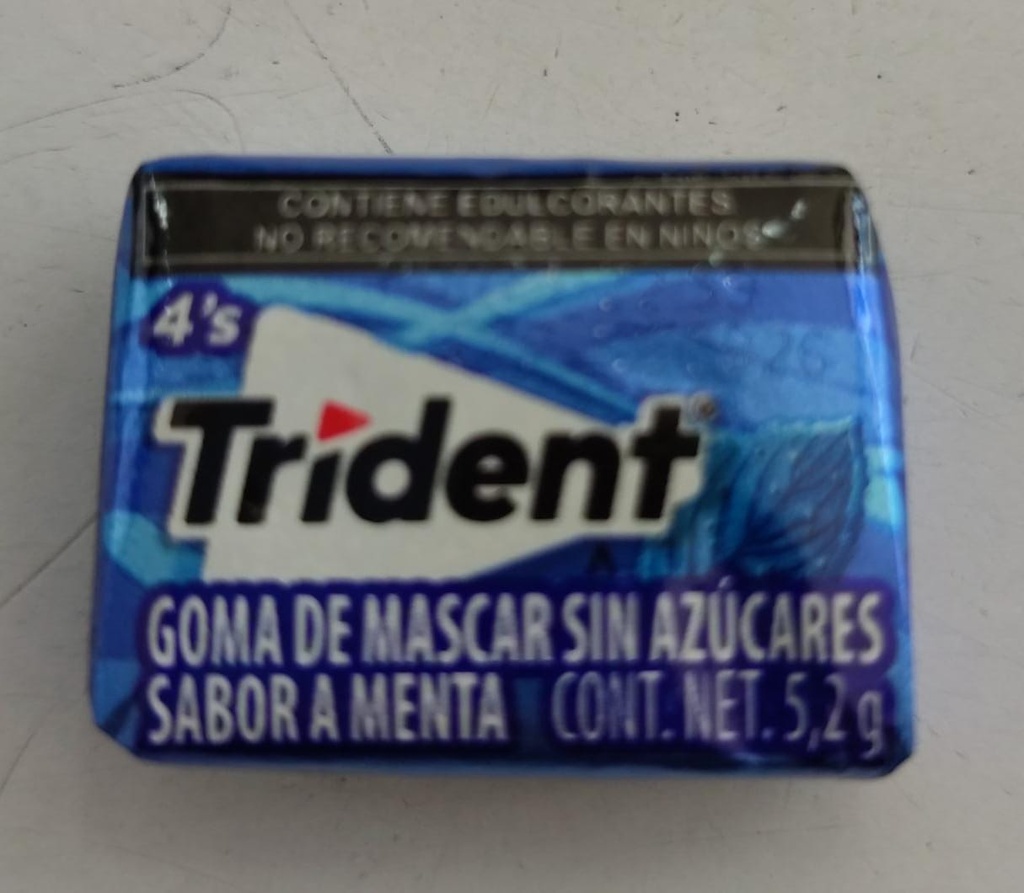 CONTIENE EDULCORANTES
NO RECOMENDABLE EN NIÑOS
4's
Trident®
GOMA DE MASCAR SIN AZÚCARES
SABOR A MENTA CONT. NET. 5,2 g